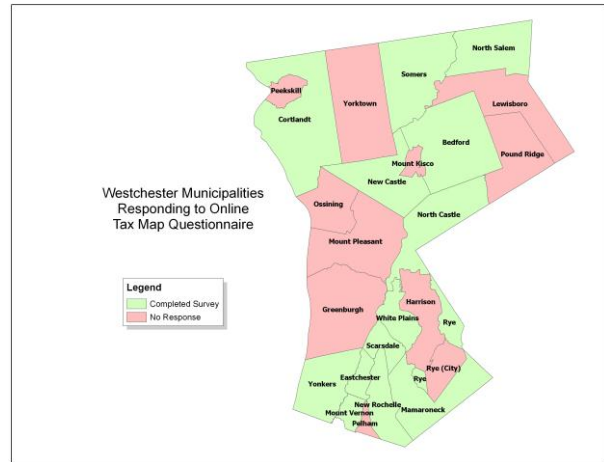 North Salem
Somers
Peekskill
Yorktown
Lewisboro
Cortlandt
Bedford
Mount Kisco
Pound Ridge
New Castle
Westchester Municipalities
Responding to Online
Tax Map Questionnaire
Ossining
North Castle
Mount Pleasant
Legend
Completed Survey
No Response
Harrison
Greenburgh
White Plains
Rye
Scarsdale
Rye (City)
Eastchester
Rye
Yonkers
New Rochelle
Mount Vernon
Mamaroneck
Pelham